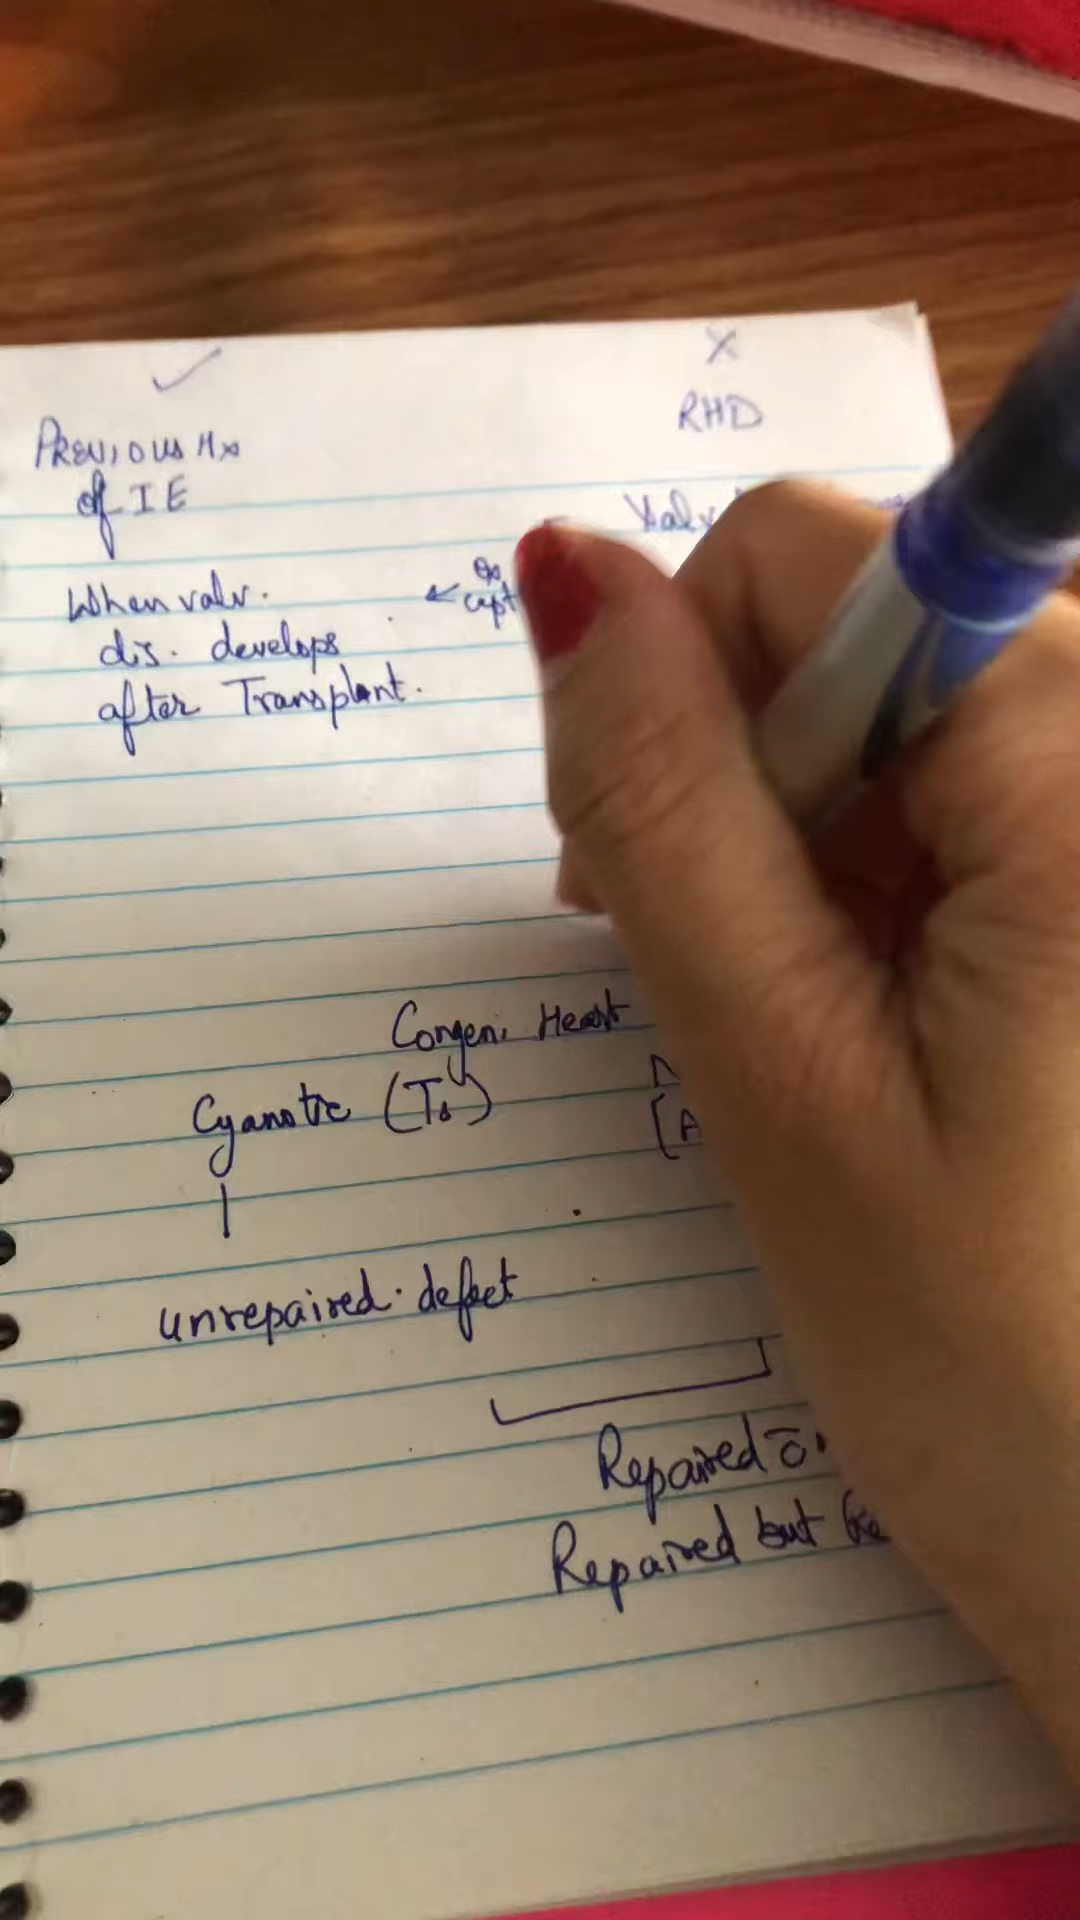 ✓
X
PREVIOUS Hx
RHD
of IE
When valv.
dis. develops
after Transplant.
Congen. Heart
Cyanotic
unrepaired. defect
Repaired
Repaired but